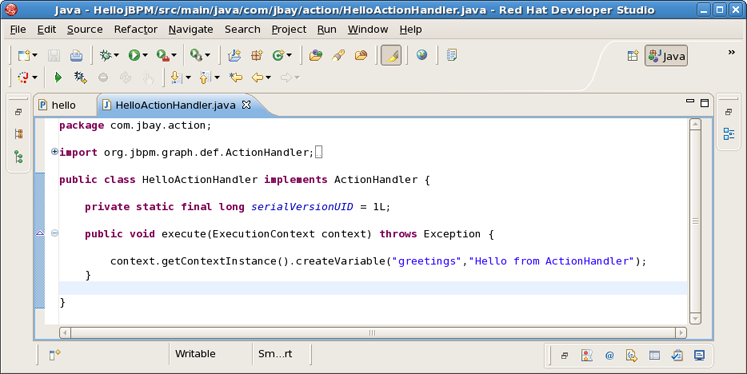 Java - HelloJBPM/src/main/java/com/jbay/action/HelloActionHandler.java - Red Hat Developer Studio
File Edit Source Refactor Navigate Search Project Run Window Help
Java
»
hello HelloActionHandler.java
package com.jbay.action;
import org.jbpm.graph.def.ActionHandler;
public class HelloActionHandler implements ActionHandler {
private static final long serialVersionUID = 1L;
public void execute(ExecutionContext context) throws Exception {
context.getContextInstance().createVariable("greetings","Hello from ActionHandler");
}
}
Writable Sm...rt